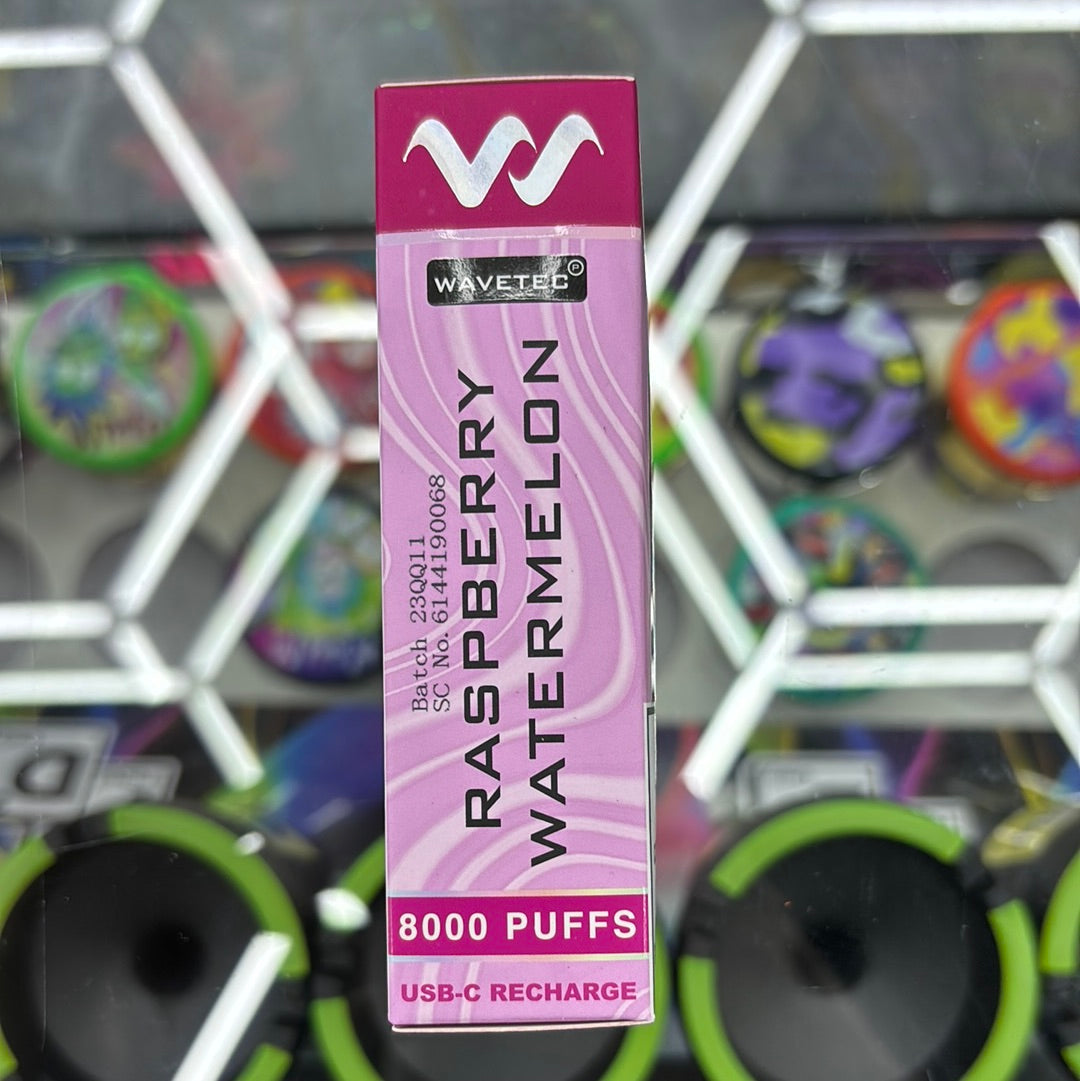 WAVETEC
Batch 23QQ11
SC No. 6144190068
RASPBERRY
WATERMELON
8000 PUFFS
USB-C RECHARGE